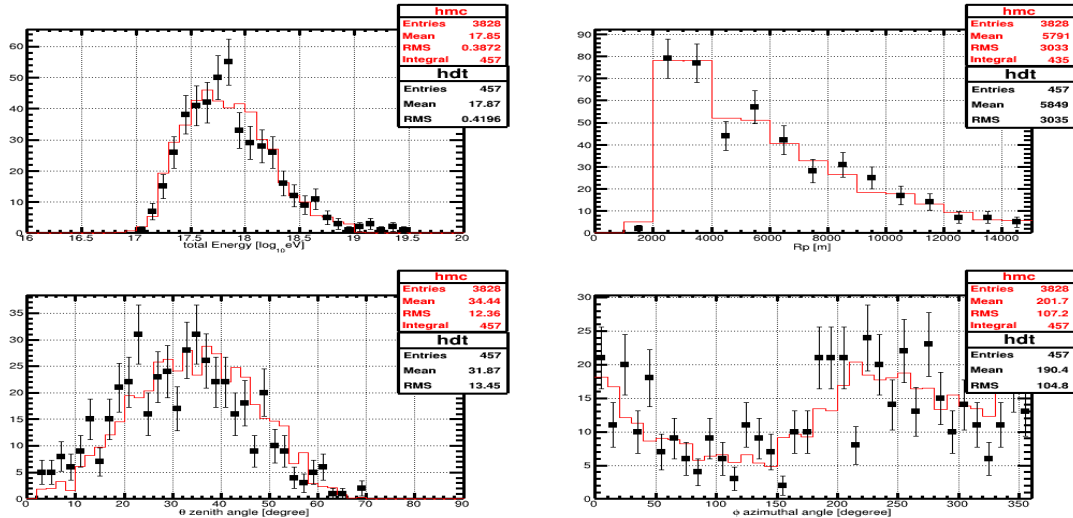 hmc
Entries 3828
Mean 17.85
RMS 0.3872
Integral 457
hdt
Entries 457
Mean 17.87
RMS 0.4196
60
50
40
30
20
10
0
16 16.5 17 17.5 18 18.5 19 19.5 20
total Energy [log10eV]
hmc
Entries 3828
Mean 5791
RMS 3033
Integral 435
hdt
Entries 457
Mean 5849
RMS 3035
90
80
70
60
50
40
30
20
10
0
2000 4000 6000 8000 10000 12000 14000
Rp [m]
hmc
Entries 3828
Mean 34.44
RMS 12.36
Integral 457
hdt
Entries 457
Mean 31.87
RMS 13.45
35
30
25
20
15
10
5
0
0 10 20 30 40 50 60 70 80 90
θ zenith angle [degree]
hmc
Entries 3828
Mean 201.7
RMS 107.2
Integral 457
hdt
Entries 457
Mean 190.4
RMS 104.8
30
25
20
15
10
5
0
0 50 100 150 200 250 300 350
ϕ azimuthal angle [degeree]